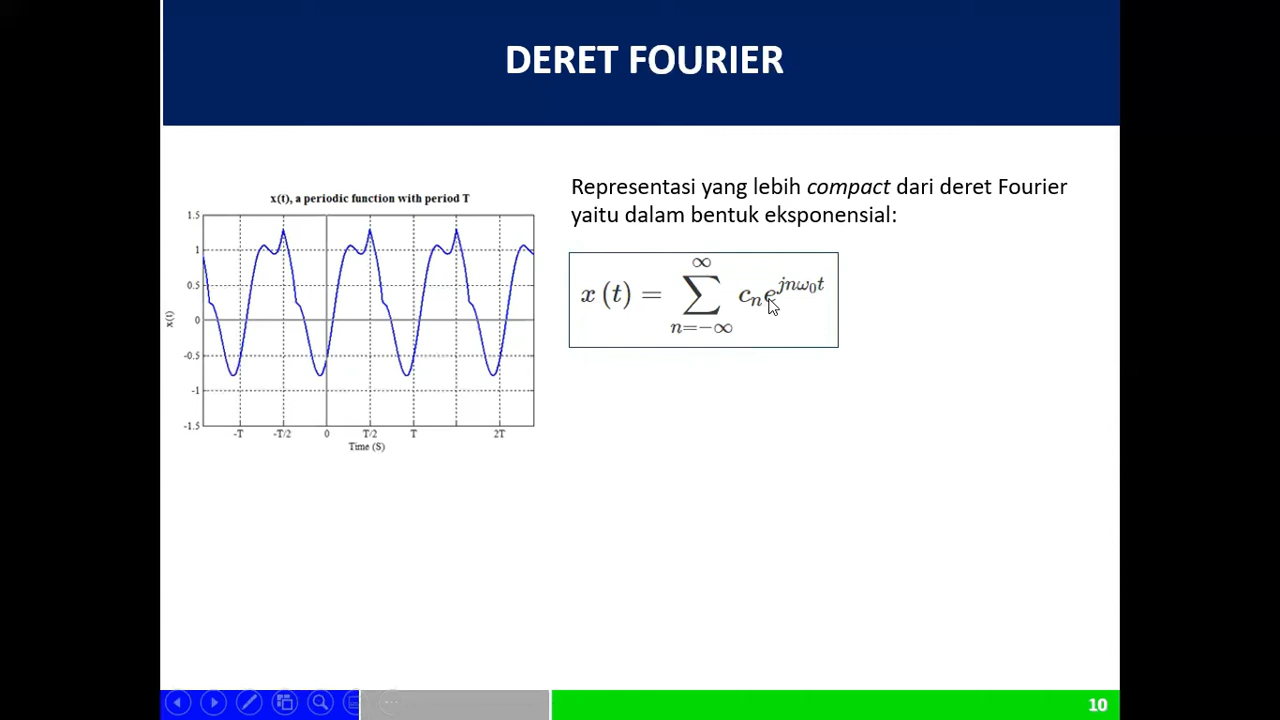 DERET FOURIER
Representasi yang lebih compact dari deret Fourier
yaitu dalam bentuk eksponensial:
x (t) = ∞ ∑ n=−∞ cₙe^{jnω₀t}
x(t), a periodic function with period T
1.5
1
0.5
0
-0.5
-1
-1.5
x(t)
-T -T/2 0 T/2 T 2T
Time (S)
10